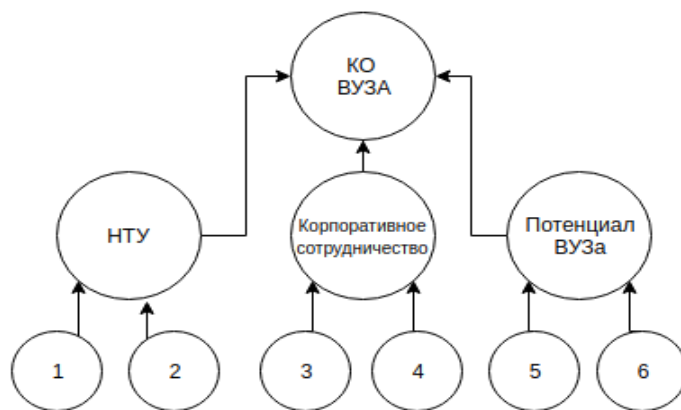 КО
ВУЗА
НТУ
Корпоративное
сотрудничество
Потенциал
ВУЗа
1
2
3
4
5
6